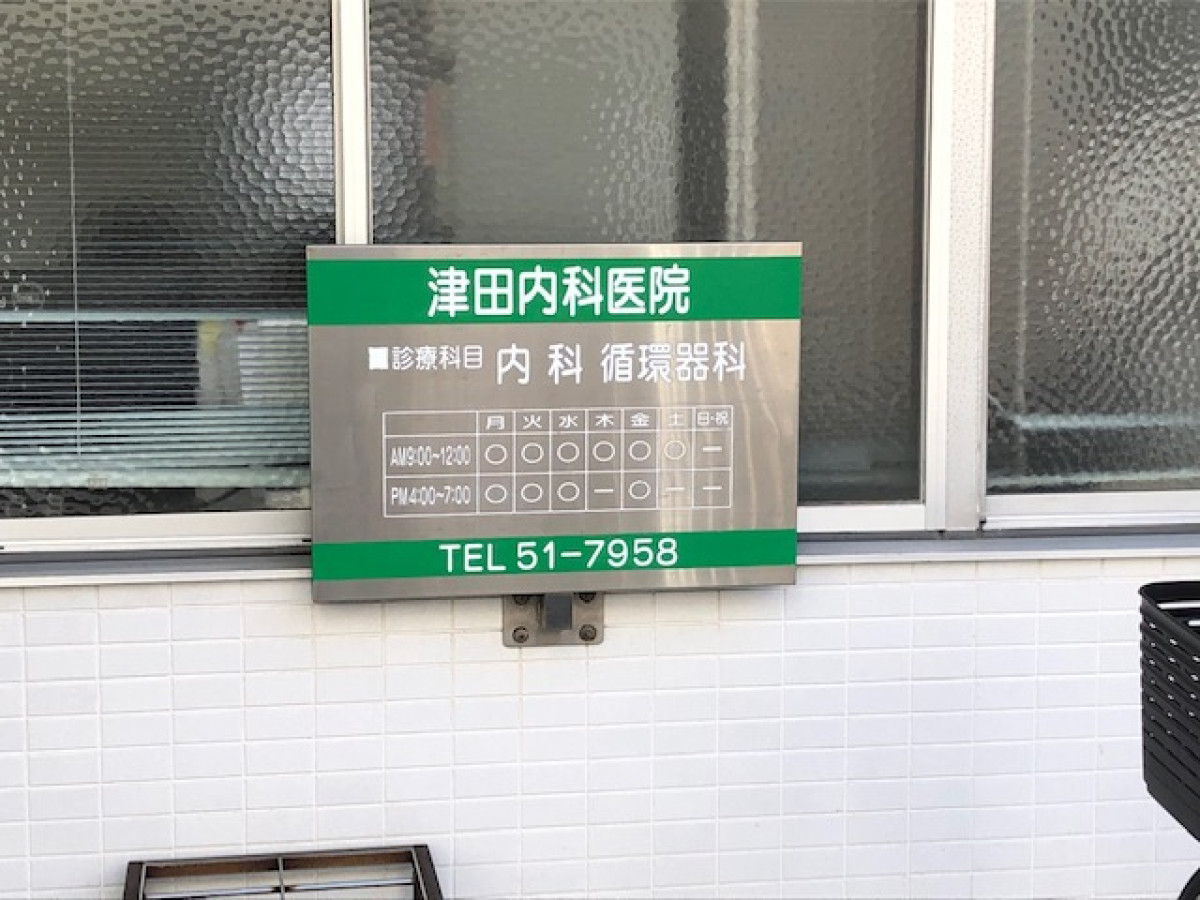 津田内科医院
■診療科目 内科 循環器科
月 火 水 木 金 土 日・祝
AM9:00~12:00 ○ ○ ○ ○ ○ ○ ー
PM4:00~7:00 ○ ○ ○ ー ○ ー ー
TEL 51-7958